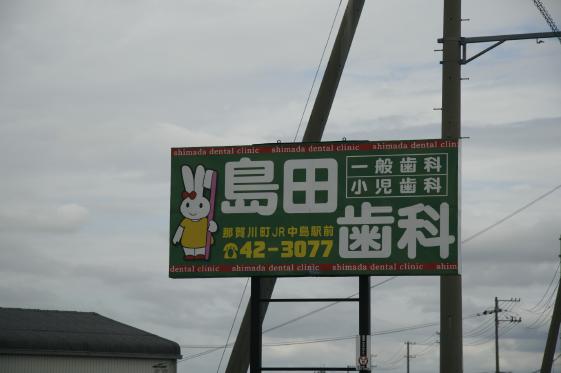 shimada dental clinic shimada dental clinic shimada dental clinic
島田
一般歯科
小児歯科
歯科
那賀川町JR中島駅前
☎42-3077
dental clinic shimada dental clinic shimada dental clinic shim